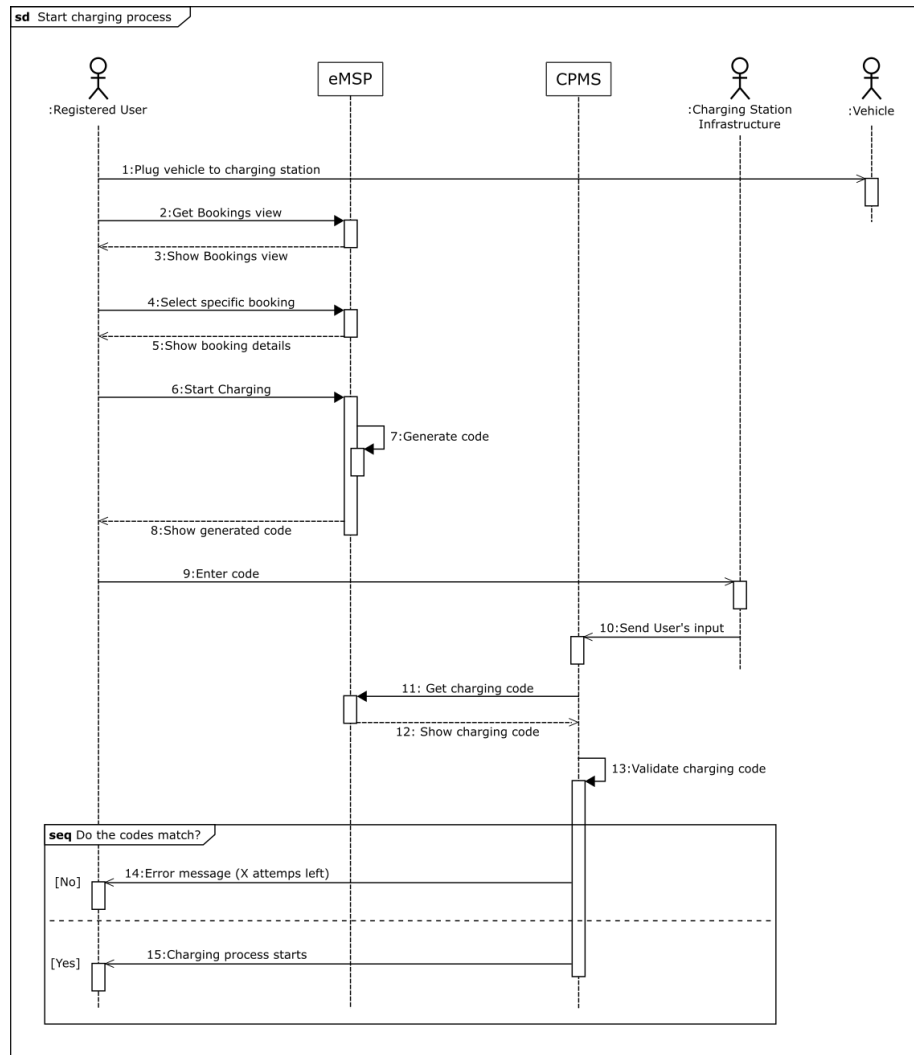 sd Start charging process
eMSP
CPMS
:Registered User
:Charging Station
Infrastructure
:Vehicle
1:Plug vehicle to charging station
2:Get Bookings view
3:Show Bookings view
4:Select specific booking
5:Show booking details
6:Start Charging
7:Generate code
8:Show generated code
9:Enter code
10:Send User's input
11: Get charging code
12: Show charging code
13:Validate charging code
seq Do the codes match?
[No]
14:Error message (X attemps left)
[Yes]
15:Charging process starts